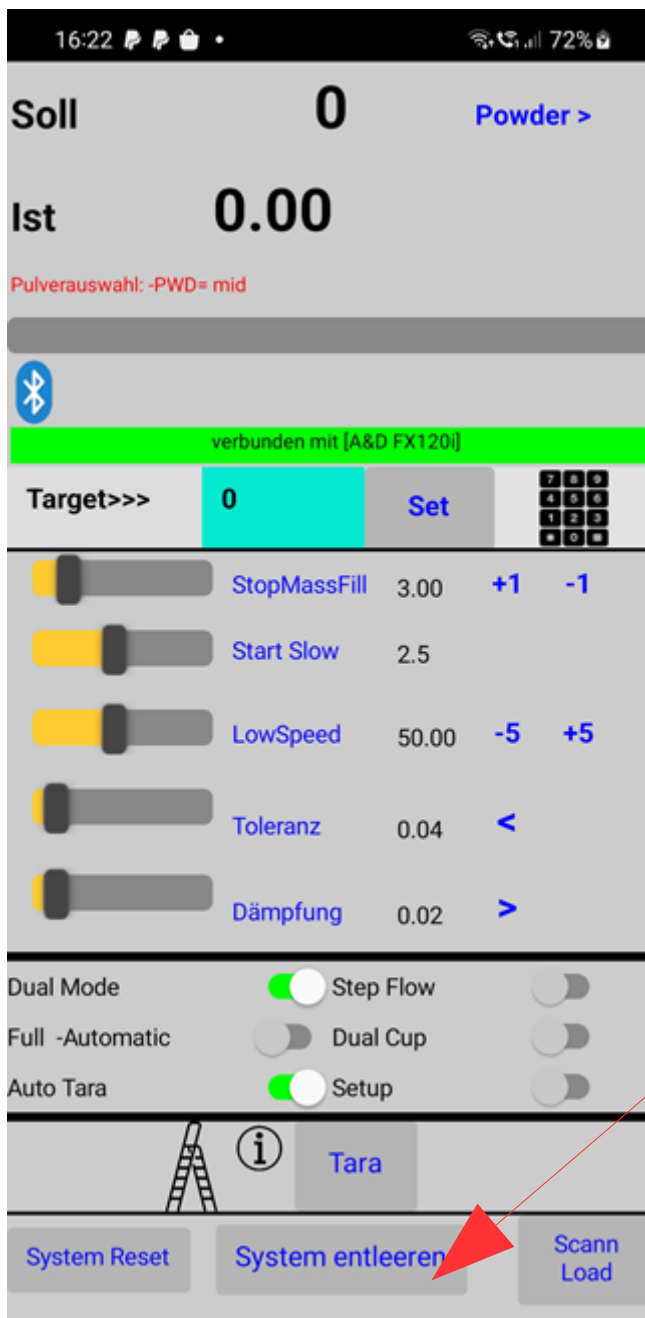 16:22 72%
Soll 0 Powder >
Ist 0.00
Pulverauswahl: -PWD= mid
verbunden mit [A&D FX120i]
Target>>> 0 Set
7 8 9
4 5 6
1 2 3
* 0 #
StopMassFill 3.00 +1 -1
Start Slow 2.5
LowSpeed 50.00 -5 +5
Toleranz 0.04 <
Dämpfung 0.02 >
Dual Mode Step Flow
Full -Automatic Dual Cup
Auto Tara Setup
i Tara
System Reset System entleeren Scann
Load